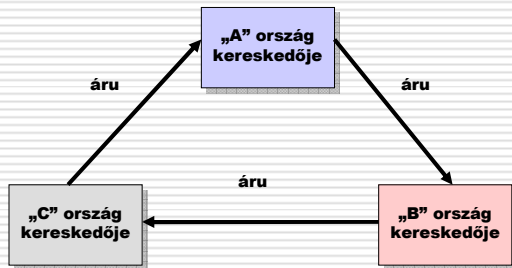 „A” ország
kereskedője
áru
áru
áru
„C” ország
kereskedője
„B” ország
kereskedője